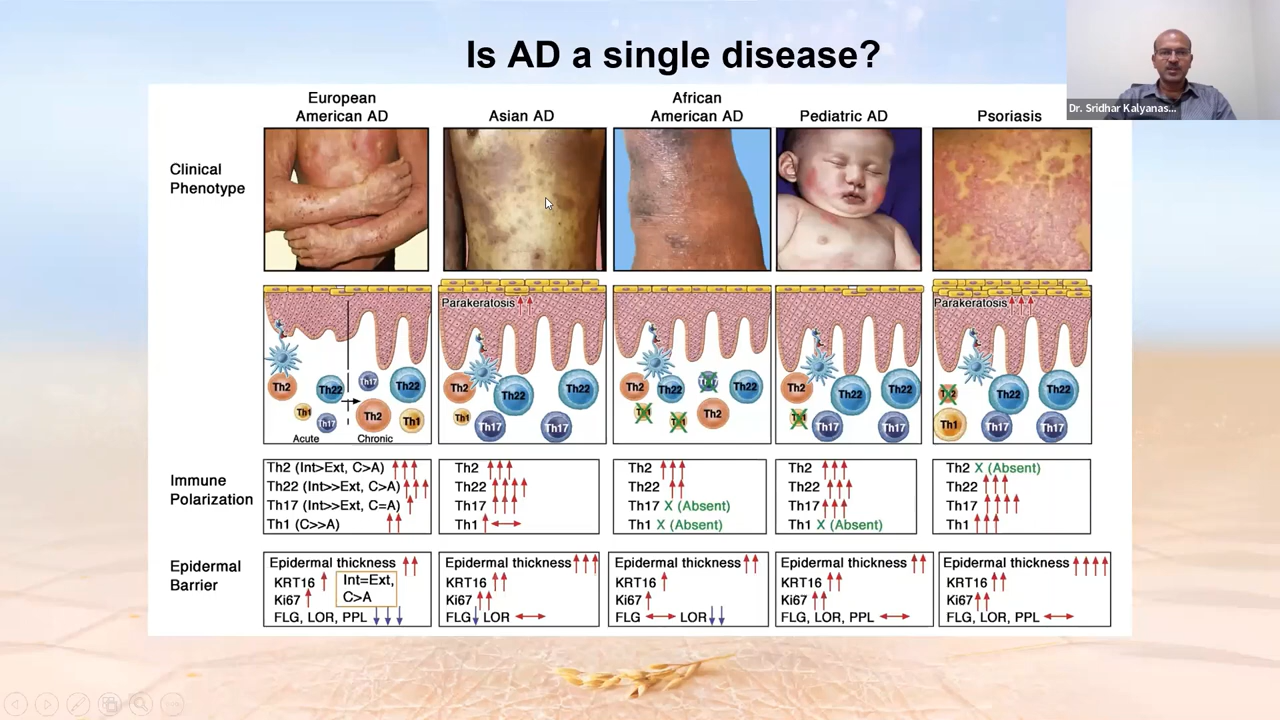 Is AD a single disease?
Dr. Sridhar Kalyanas...
European
American AD
Asian AD
African
American AD
Pediatric AD
Psoriasis
Clinical
Phenotype
Parakeratosis
Parakeratosis
Th2
Th22
Th1
Th17
Acute
Th17
Th22
Th2
Th1
Chronic
Th2
Th22
Th22
Th1
Th17
Th17
Th2
Th22
Th22
Th2
Th2
Th22
Th22
Th1
Th17
Th17
Th22
Th22
Th1
Th17
Th17
Immune
Polarization
Th2 (Int>Ext, C>A)
Th22 (Int>>Ext, C>A)
Th17 (Int>>Ext, C=A)
Th1 (C>>A)
Th2
Th22
Th17
Th1
Th2
Th22
Th17 X (Absent)
Th1 X (Absent)
Th2
Th22
Th17
Th1 X (Absent)
Th2 X (Absent)
Th22
Th17
Th1
Epidermal
Barrier
Epidermal thickness
KRT16
Ki67
Int=Ext,
C>A
FLG, LOR, PPL
Epidermal thickness
KRT16
Ki67
FLG LOR
Epidermal thickness
KRT16
Ki67
FLG LOR
Epidermal thickness
KRT16
Ki67
FLG, LOR, PPL
Epidermal thickness
KRT16
Ki67
FLG, LOR, PPL